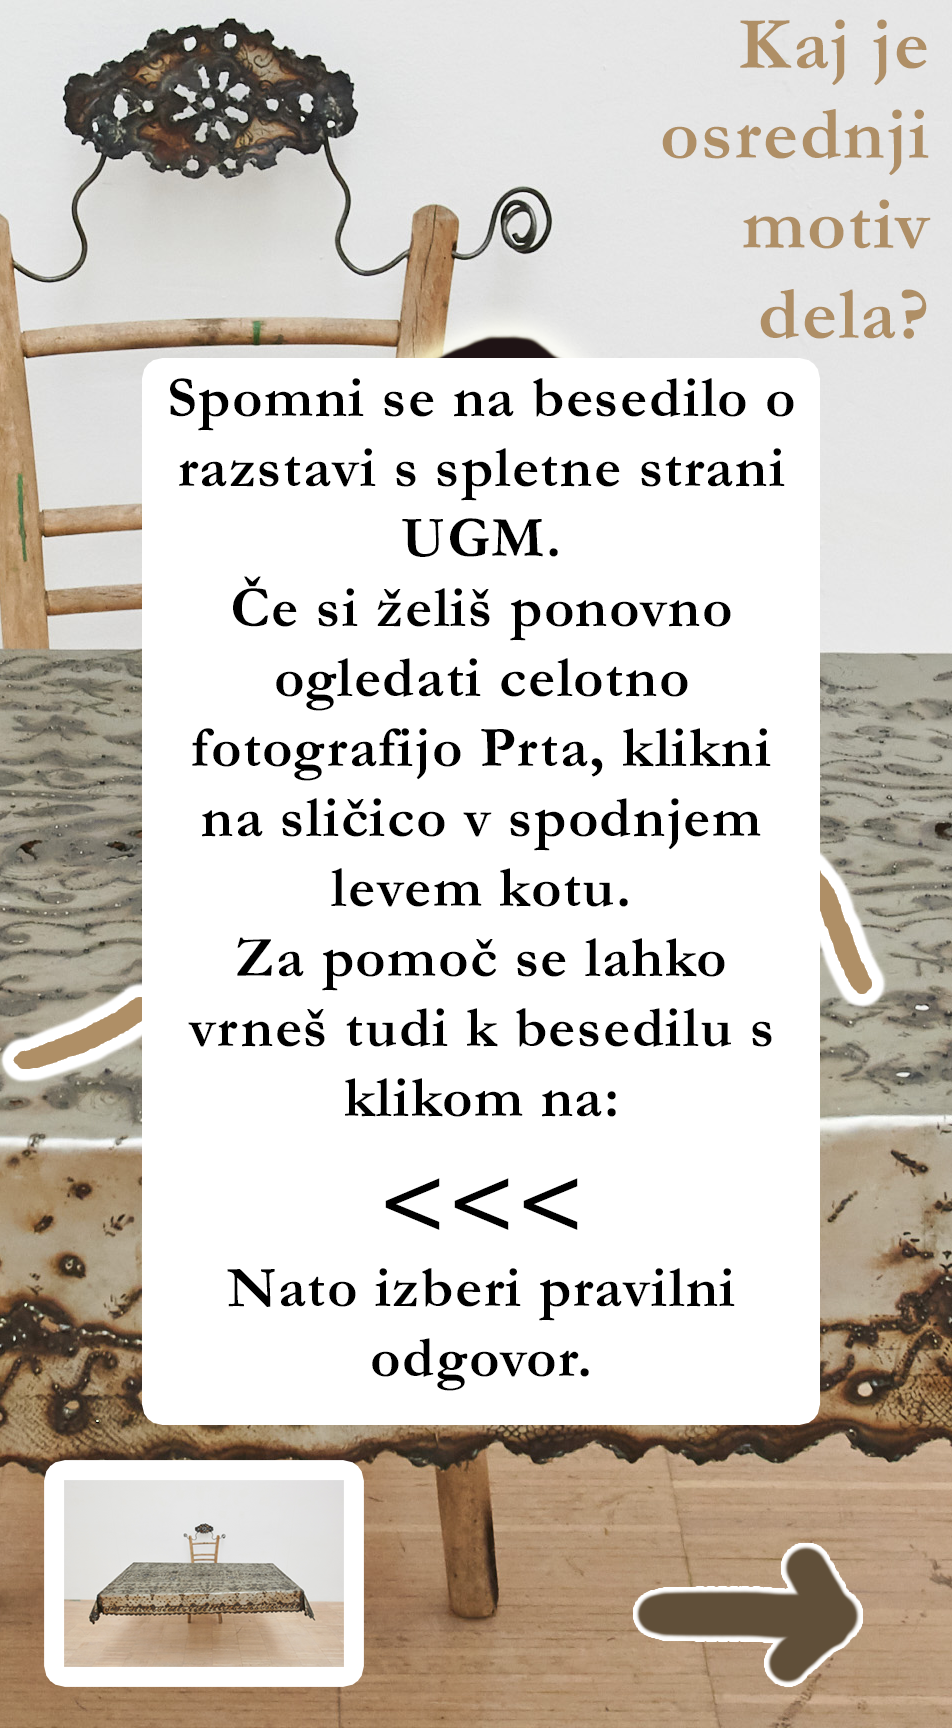 Kaj je
osrednji
motiv
dela?
Spomni se na besedilo o
razstavi s spletne strani
UGM.
Če si želiš ponovno
ogledati celotno
fotografijo Prta, klikni
na sličico v spodnjem
levem kotu.
Za pomoč se lahko
vrneš tudi k besedilu s
klikom na:
<<<
Nato izberi pravilni
odgovor.